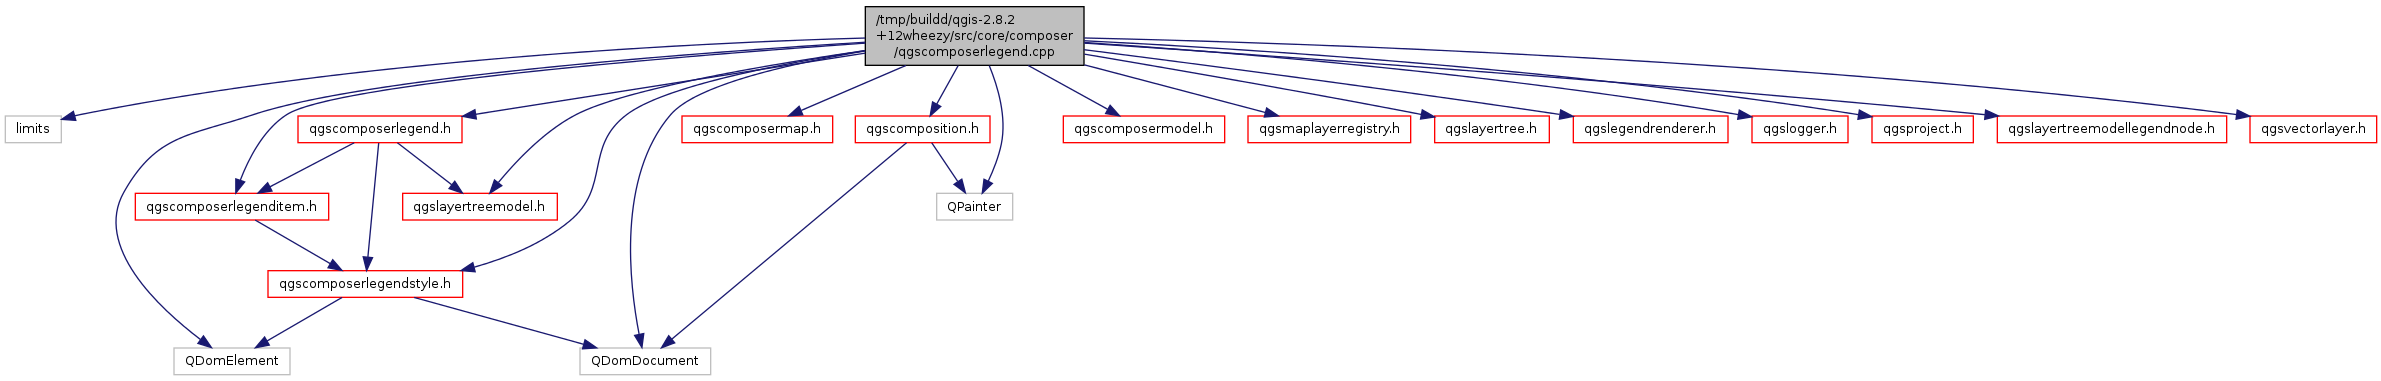 /tmp/buildd/qgis-2.8.2
+12wheezy/src/core/composer
/qgscomposerlegend.cpp
limits
qgscomposerlegend.h
qgscomposermap.h
qgscomposition.h
qgscomposermodel.h
qgsmaplayerregistry.h
qgslayertree.h
qgslegendrenderer.h
qgslogger.h
qgsproject.h
qgslayertreemodellegendnode.h
qgsvectorlayer.h
qgscomposerlegenditem.h
qgslayertreemodel.h
QPainter
qgscomposerlegendstyle.h
QDomElement
QDomDocument